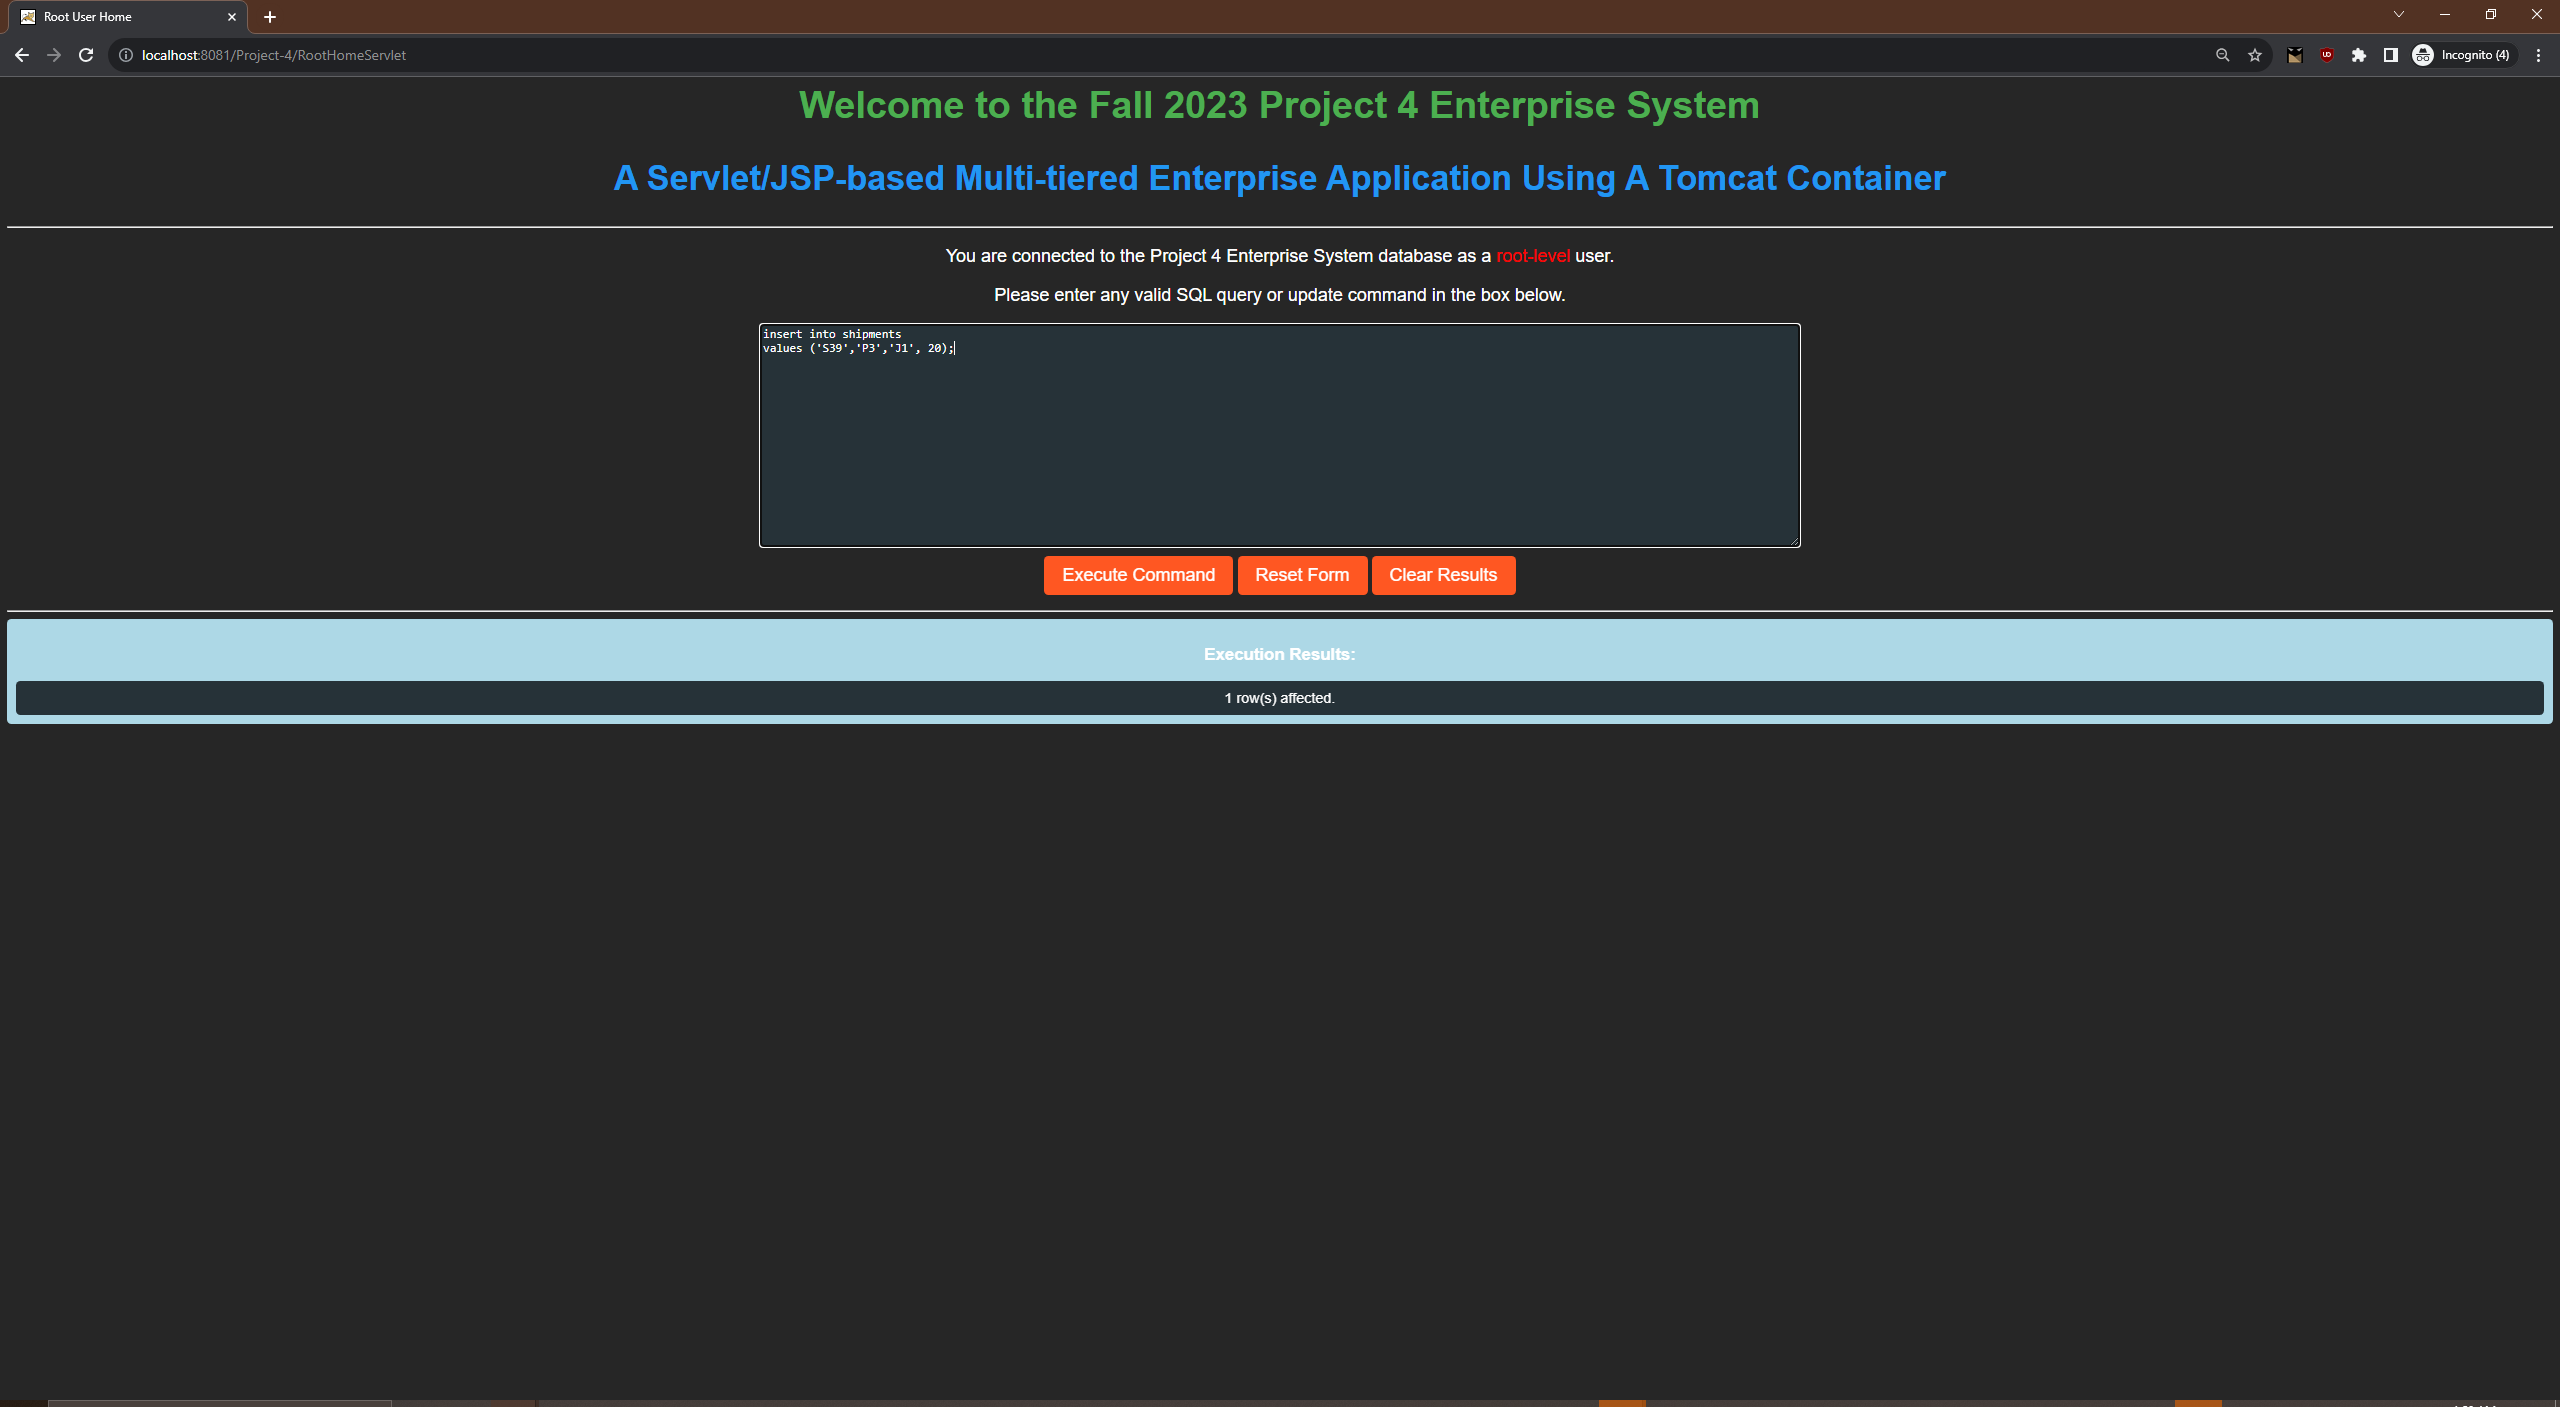 Root User Home
localhost:8081/Project-4/RootHomeServlet
Incognito (4)
Welcome to the Fall 2023 Project 4 Enterprise System
A Servlet/JSP-based Multi-tiered Enterprise Application Using A Tomcat Container
You are connected to the Project 4 Enterprise System database as a root-level user.
Please enter any valid SQL query or update command in the box below.
insert into shipments
values ('S39','P3','J1', 20);
Execute Command Reset Form Clear Results
Execution Results:
1 row(s) affected.